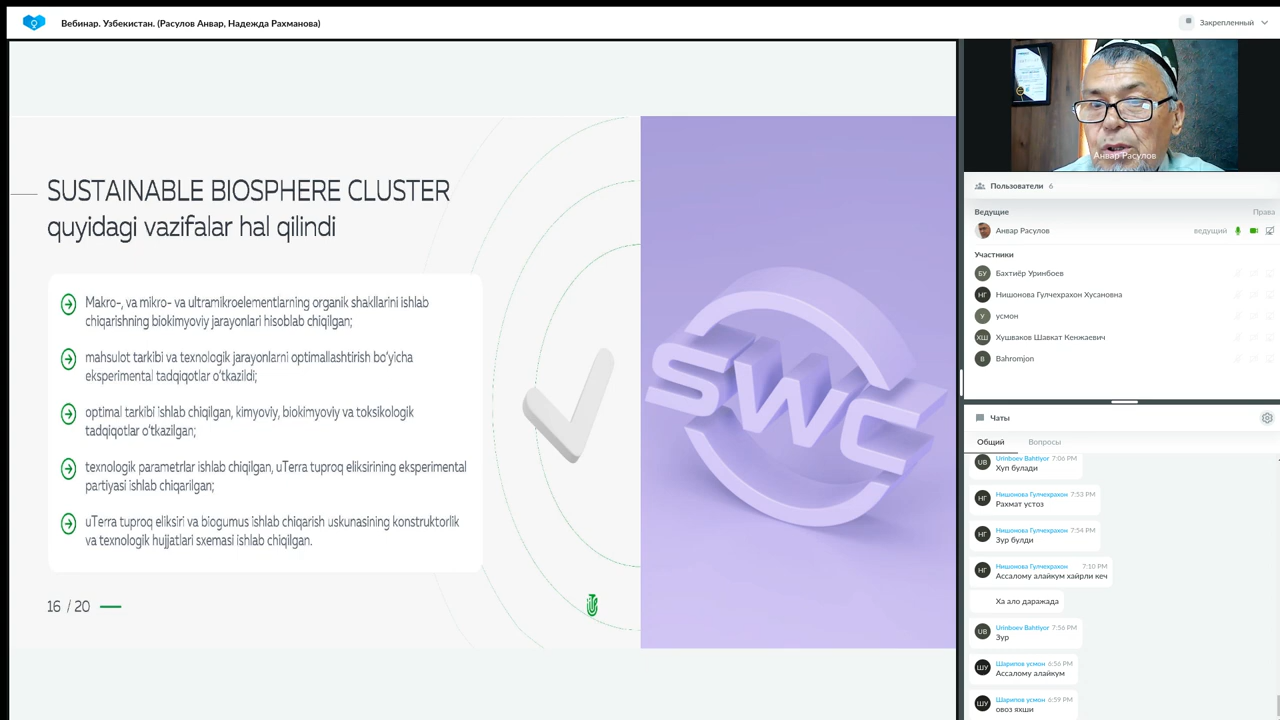 Вебинар. Узбекистан. (Расулов Анвар, Надежда Рахманова)
Закрепленный
SUSTAINABLE BIOSPHERE CLUSTER
quyidagi vazifalar hal qilindi
Makro-, va mikro- va ultramikroelementlarning organik shakllarini ishlab
chiqarishning biokimyoviy jarayonlari hisoblab chiqilgan;
mahsulot tarkibi va texnologik jarayonlarni optimallashtirish bo'yicha
eksperimental tadqiqotlar o'tkazildi;
optimal tarkibi ishlab chiqilgan, kimyoviy, biokimyoviy va toksikologik
tadqiqotlar o'tkazilgan;
texnologik parametrlar ishlab chiqilgan, uTerra tuproq eliksirining eksperimental
partiyasi ishlab chiqarilgan;
uTerra tuproq eliksiri va biogumus ishlab chiqarish uskunasining konstruktorlik
va texnologik hujjatlari sxemasi ishlab chiqilgan.
16 / 20
SWC
Анвар Расулов
Пользователи 6
Ведущие Права
Анвар Расулов ведущий
Участники
БУ Бахтиёр Уринбоев
НГ Нишонова Гулчехрахон Хусановна
У усмон
ХШ Хушваков Шавкат Кенжаевич
B Bahromjon
Чаты
Общий Вопросы
UB Urinboev Bahtiyor 7:06 PM
Хуп булади
НГ Нишонова Гулчехрахон 7:53 PM
Рахмат устоз
НГ Нишонова Гулчехрахон 7:54 PM
Зур булди
НГ Нишонова Гулчехрахон 7:10 PM
Ассалому алайкум хайрли кеч
Ха ало даражада
UB Urinboev Bahtiyor 7:56 PM
Зур
ШУ Шарипов усмон 6:56 PM
Ассалому алайкум
ШУ Шарипов усмон 6:59 PM
овоз яхши